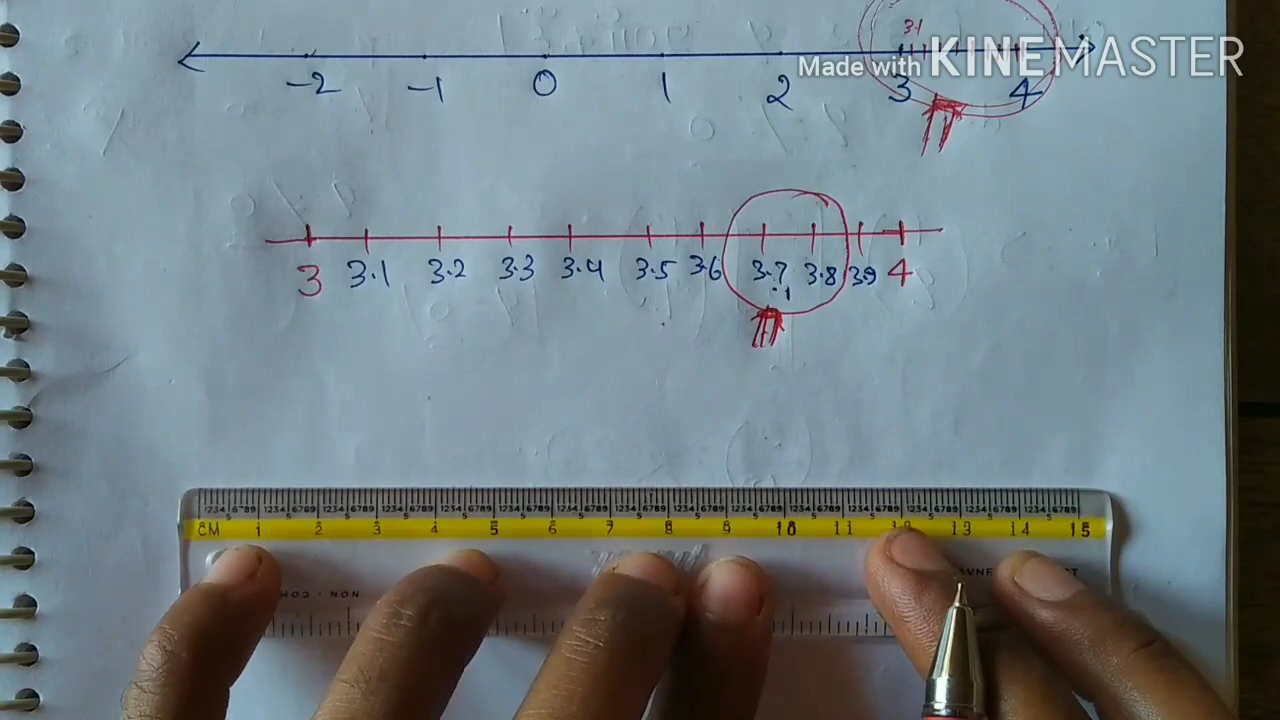 3.1
Made with KINEMASTER
-2 -1 0 1 2 3 4
3 3.1 3.2 3.3 3.4 3.5 3.6 3.7 3.8 3.9 4
.1
CM 1 2 3 4 5 6 7 8 9 10 11 12 13 14 15